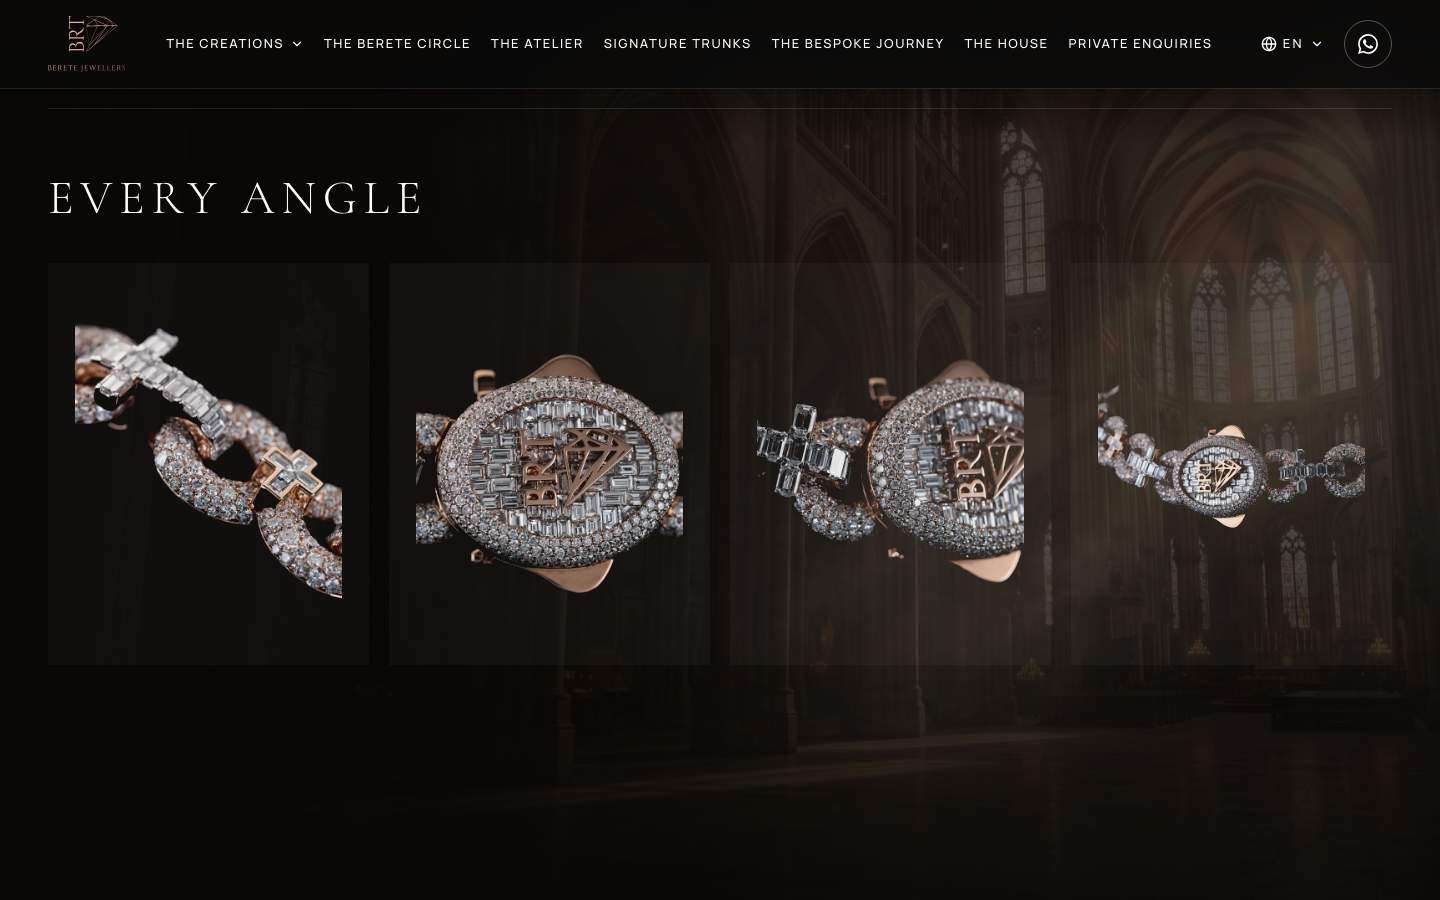 BRT
BERETE JEWELLERS
THE CREATIONS
THE BERETE CIRCLE
THE ATELIER
SIGNATURE TRUNKS
THE BESPOKE JOURNEY
THE HOUSE
PRIVATE ENQUIRIES
EN
EVERY ANGLE
BRT
BRT
BRT